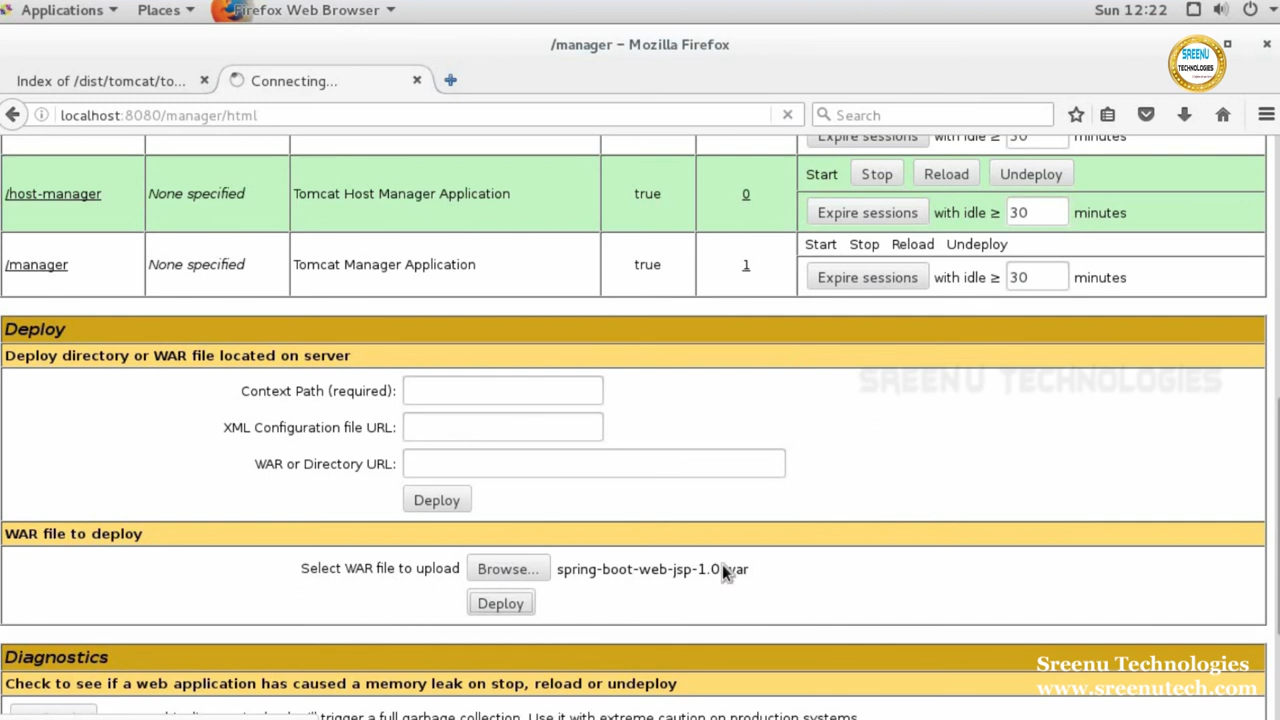 Applications Places Firefox Web Browser Sun 12:22
/manager – Mozilla Firefox
SREENU
TECHNOLOGIES
Index of /dist/tomcat/to... Connecting...
localhost:8080/manager/html Search
Expire sessions with idle ≥ 30 minutes
Start Stop Reload Undeploy
/host-manager None specified Tomcat Host Manager Application true 0
Expire sessions with idle ≥ 30 minutes
Start Stop Reload Undeploy
/manager None specified Tomcat Manager Application true 1
Expire sessions with idle ≥ 30 minutes
Deploy
Deploy directory or WAR file located on server
SREENU TECHNOLOGIES
Context Path (required):
XML Configuration file URL:
WAR or Directory URL:
Deploy
WAR file to deploy
Select WAR file to upload Browse... spring-boot-web-jsp-1.0.war
Deploy
Diagnostics
Sreenu Technologies
Check to see if a web application has caused a memory leak on stop, reload or undeploy
www.sreenutech.com
will trigger a full garbage collection. Use it with extreme caution on production systems.